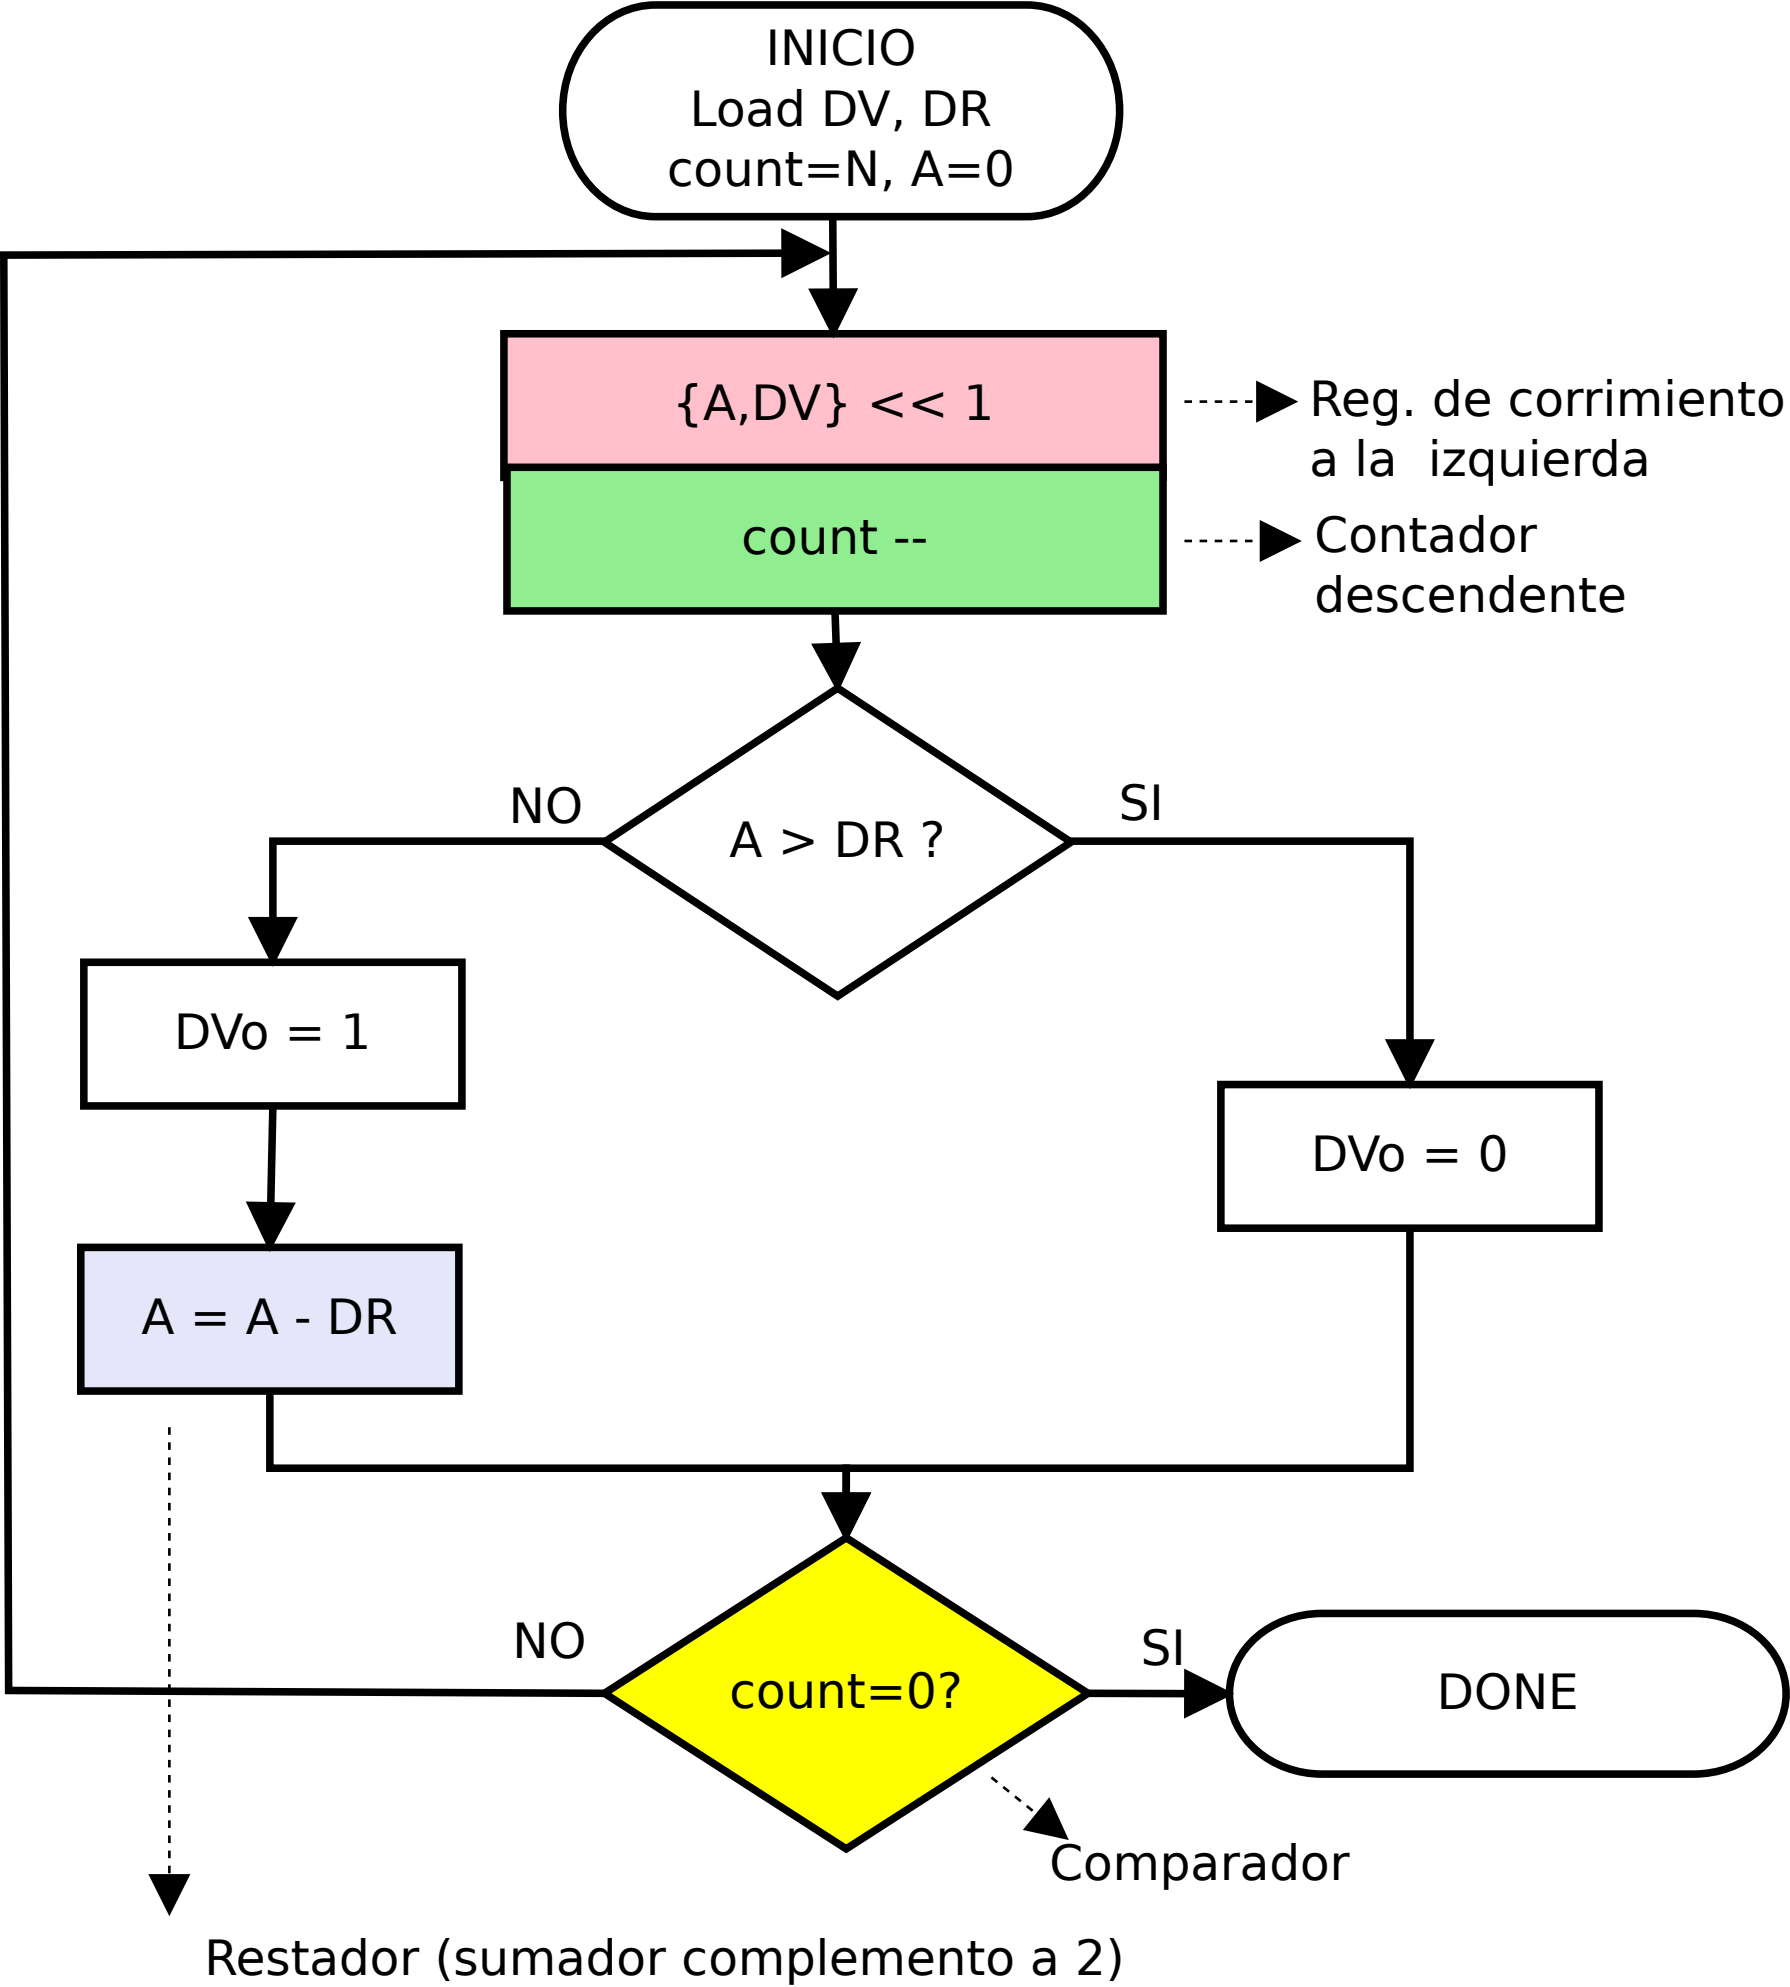 INICIO
Load DV, DR
count=N, A=0
{A,DV} << 1
Reg. de corrimiento
a la  izquierda
count --
Contador
descendente
NO
SI
A > DR ?
DVo = 1
DVo = 0
A = A - DR
NO
SI
count=0?
DONE
Comparador
Restador (sumador complemento a 2)